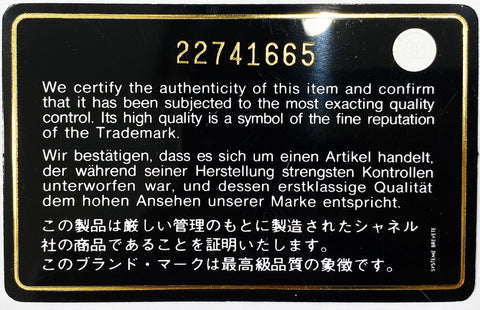 22741665
We certify the authenticity of this item and confirm
that it has been subjected to the most exacting quality
control. Its high quality is a symbol of the fine reputation
of the Trademark.
Wir bestätigen, dass es sich um einen Artikel handelt,
der während seiner Herstellung strengsten Kontrollen
unterworfen war, und dessen erstklassige Qualität
dem hohen Ansehen unserer Marke entspricht.
この製品は厳しい管理のもとに製造されたシャネル
社の商品であることを証明いたします。
このブランド・マークは最高級品質の象徴です。
SYSTEME BREVETE